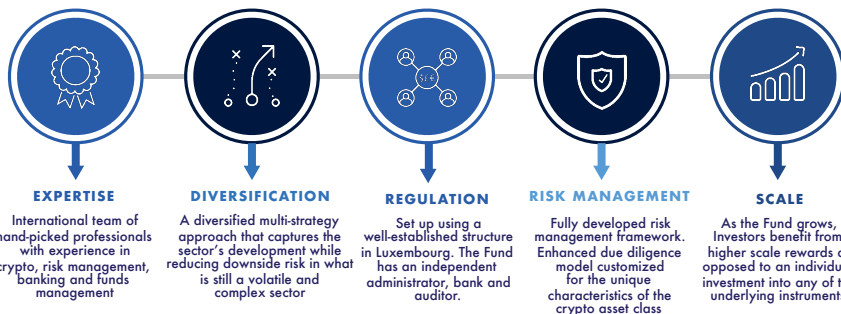 EXPERTISE
International team of
hand-picked professionals
with experience in
crypto, risk management,
banking and funds
management
DIVERSIFICATION
A diversified multi-strategy
approach that captures the
sector's development while
reducing downside risk in what
is still a volatile and
complex sector
REGULATION
Set up using a
well-established structure
in Luxembourg. The Fund
has an independent
administrator, bank and
auditor.
RISK MANAGEMENT
Fully developed risk
management framework.
Enhanced due diligence
model customized
for the unique
characteristics of the
crypto asset class
SCALE
As the Fund grows,
Investors benefit from
higher scale rewards
opposed to an
investment into any of
underlying instruments